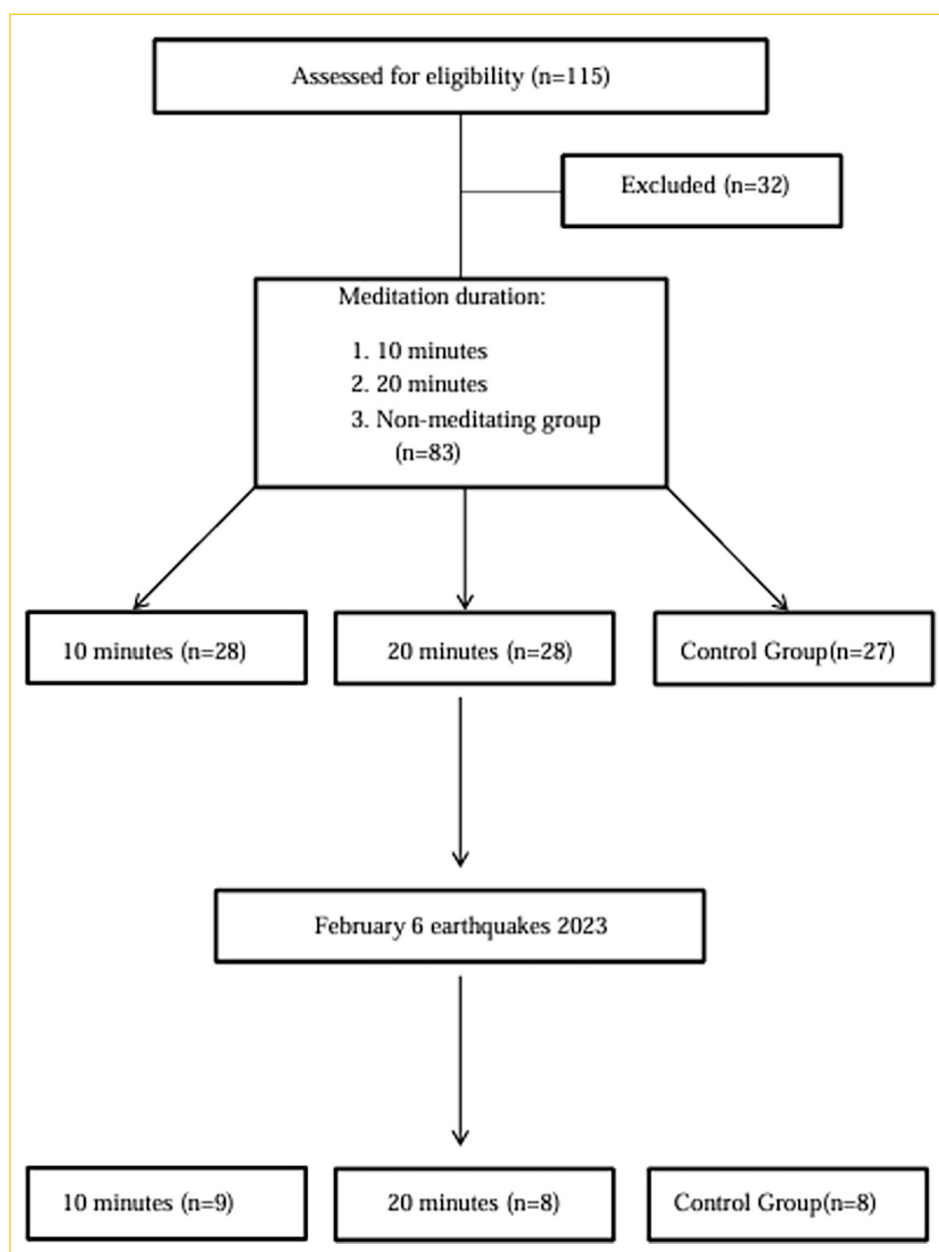 Assessed for eligibility (n=115)
Excluded (n=32)
Meditation duration:
1. 10 minutes
2. 20 minutes
3. Non-meditating group
(n=83)
10 minutes (n=28)
20 minutes (n=28)
Control Group(n=27)
February 6 earthquakes 2023
10 minutes (n=9)
20 minutes (n=8)
Control Group(n=8)